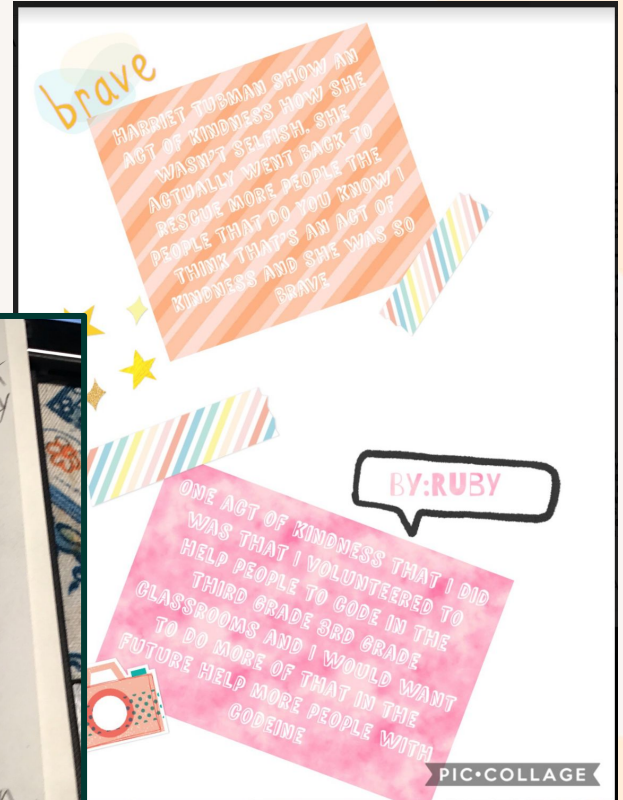 brave
HARRIET TUBMAN SHOW AN
ACT OF KINDNESS HOW SHE
WASN'T SELFISH. SHE
ACTUALLY WENT BACK TO
RESCUE MORE PEOPLE THE
PEOPLE THAT DO YOU KNOW I
THINK THAT'S AN ACT OF
KINDNESS AND SHE WAS SO
BRAVE
BY:RUBY
ONE ACT OF KINDNESS THAT I DID
WAS THAT I VOLUNTEERED TO
HELP PEOPLE TO CODE IN THE
THIRD GRADE 3RD GRADE
CLASSROOMS AND I WOULD WANT
TO DO MORE OF THAT IN THE
FUTURE HELP MORE PEOPLE WITH
CODEINE
PIC•COLLAGE